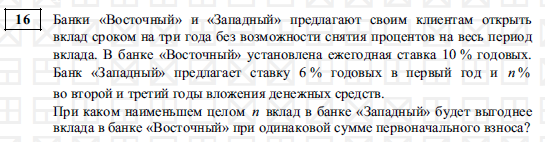 16
Банки «Восточный» и «Западный» предлагают своим клиентам открыть
вклад сроком на три года без возможности снятия процентов на весь период
вклада. В банке «Восточный» установлена ежегодная ставка 10 % годовых.
Банк «Западный» предлагает ставку 6 % годовых в первый год и n %
во второй и третий годы вложения денежных средств.
При каком наименьшем целом n вклад в банке «Западный» будет выгоднее
вклада в банке «Восточный» при одинаковой сумме первоначального взноса?